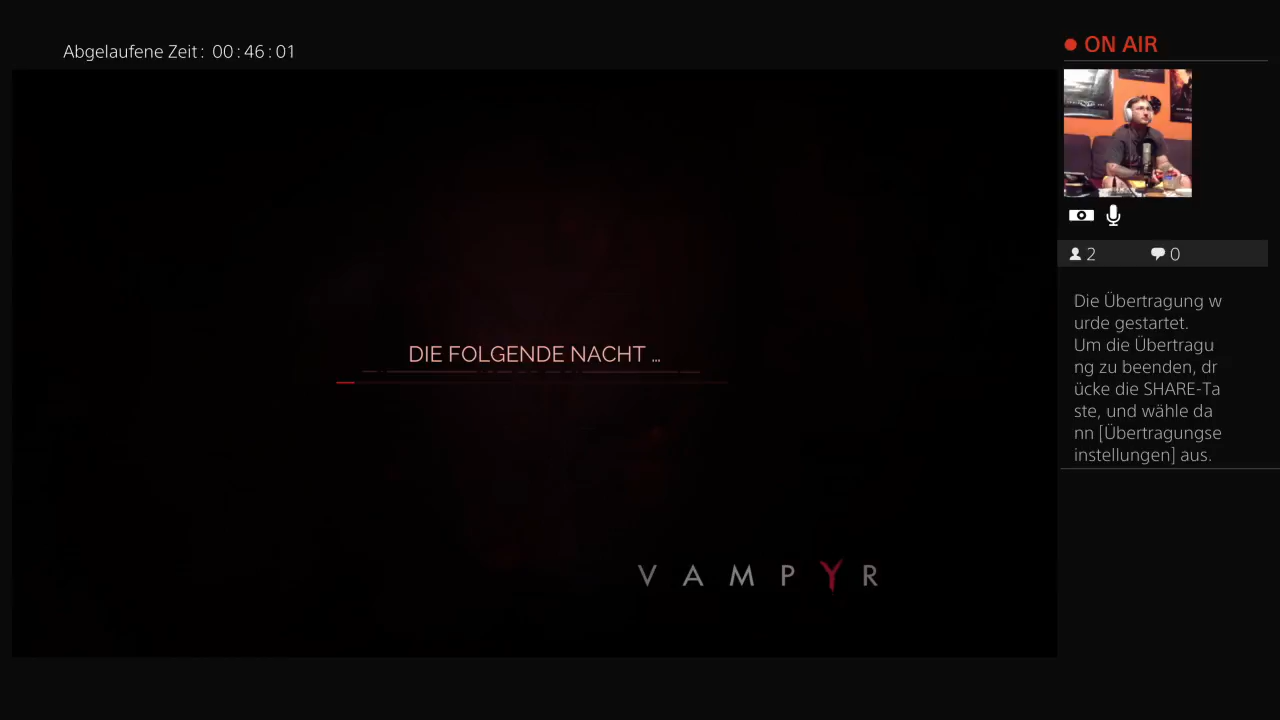 Abgelaufene Zeit: 00:46:01
ON AIR
2
0
Die Übertragung w
urde gestartet.
Um die Übertragu
ng zu beenden, dr
ücke die SHARE-Ta
ste, und wähle da
nn [Übertragungse
instellungen] aus.
DIE FOLGENDE NACHT ...
VAMPYR